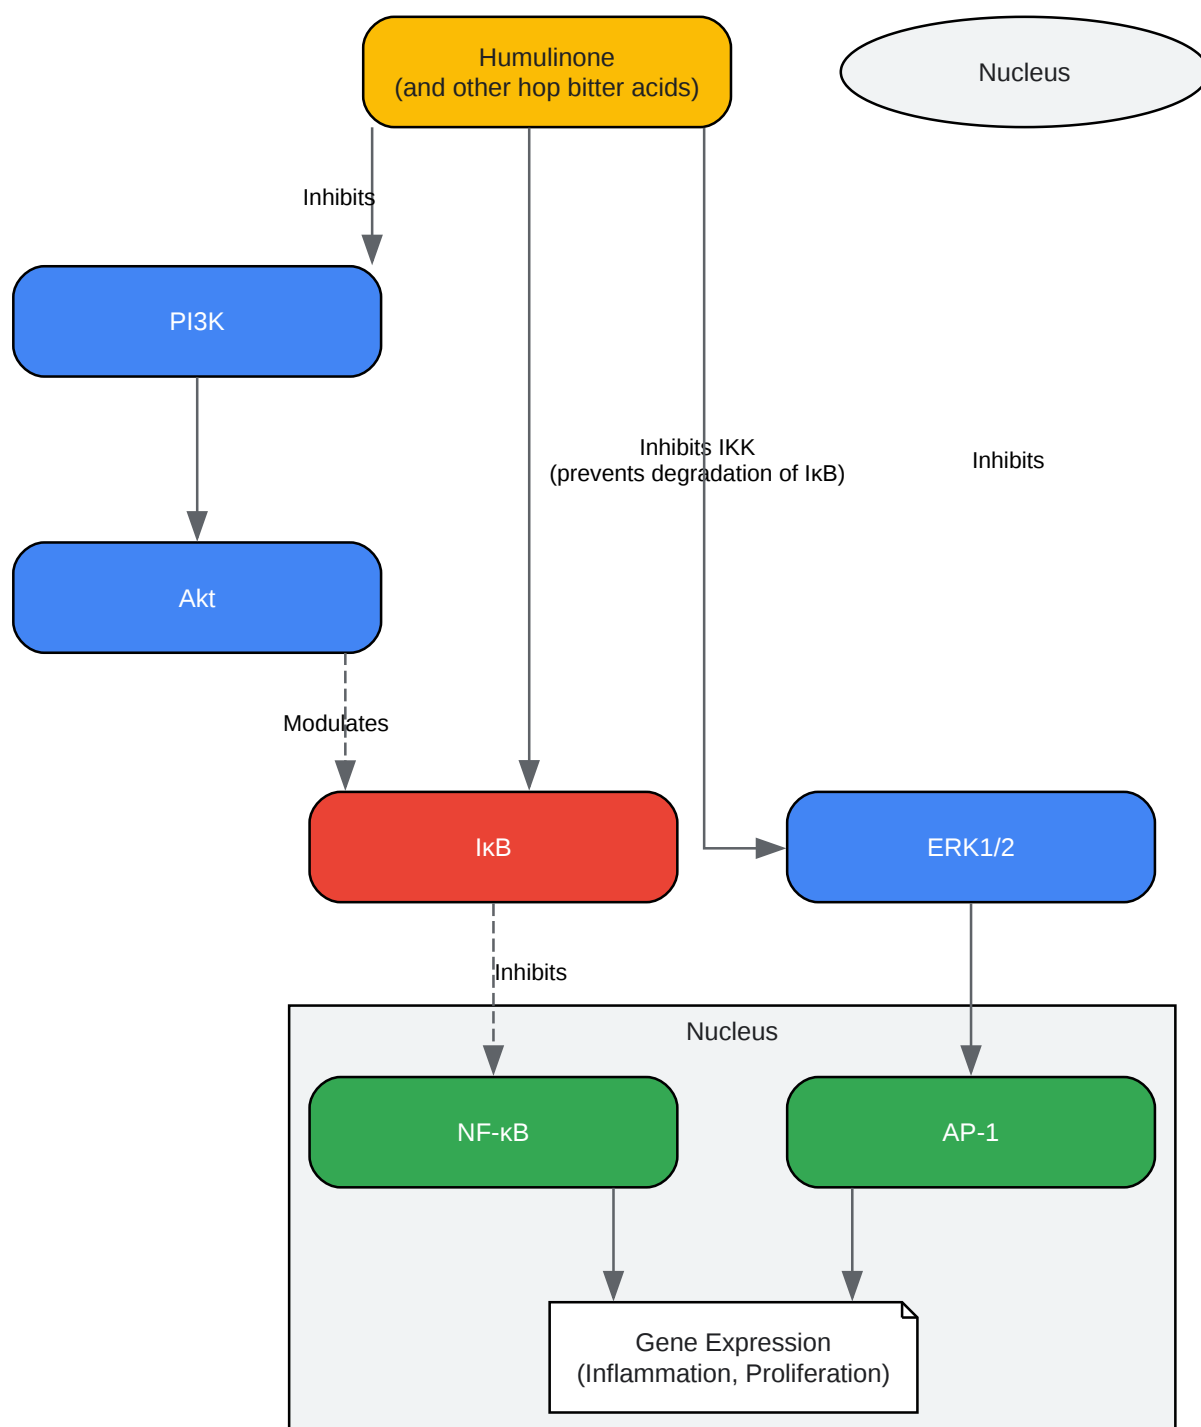 Humulinone
(and other hop bitter acids)
Nucleus
Inhibits
PI3K
Inhibits IKK
(prevents degradation of IκB)
Inhibits
Akt
Modulates
IκB
ERK1/2
Inhibits
Nucleus
NF-κB
AP-1
Gene Expression
(Inflammation, Proliferation)